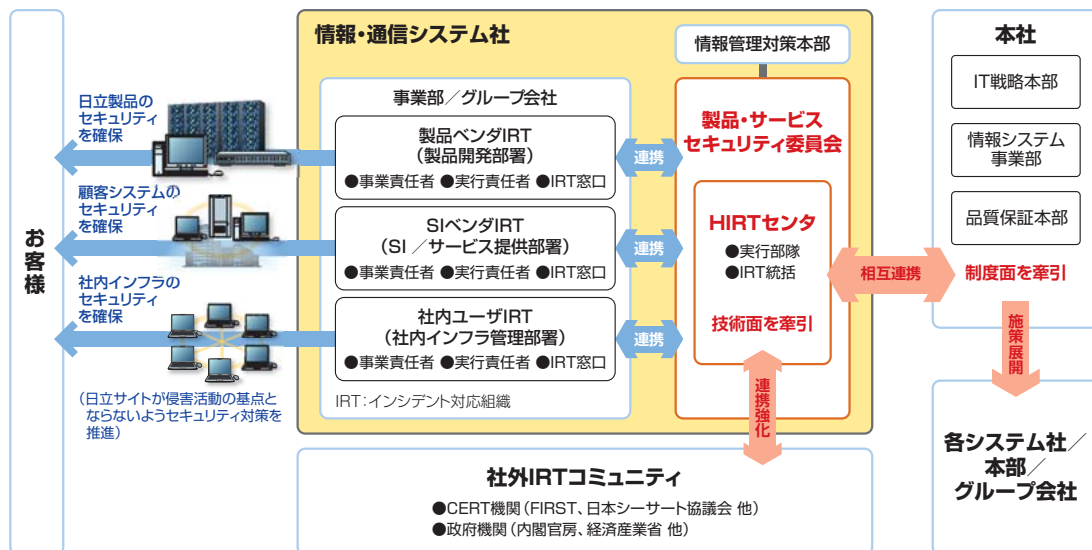 お客様
日立製品の
セキュリティ
を確保
顧客システムの
セキュリティ
を確保
社内インフラの
セキュリティ
を確保
(日立サイトが侵害活動の基点と
ならないようセキュリティ対策を
推進)
情報・通信システム社
事業部/グループ会社
製品ベンダIRT
(製品開発部署)
●事業責任者 ●実行責任者 ●IRT窓口
SIベンダIRT
(SI/サービス提供部署)
●事業責任者 ●実行責任者 ●IRT窓口
社内ユーザIRT
(社内インフラ管理部署)
●事業責任者 ●実行責任者 ●IRT窓口
IRT:インシデント対応組織
連携
連携
連携
情報管理対策本部
製品・サービス
セキュリティ委員会
HIRTセンタ
●実行部隊
●IRT統括
技術面を牽引
相互連携
連携強化
社外IRTコミュニティ
●CERT機関(FIRST、日本シーサート協議会 他)
●政府機関(内閣官房、経済産業省 他)
本社
IT戦略本部
情報システム
事業部
品質保証本部
制度面を牽引
施策展開
各システム社/
本部/
グループ会社